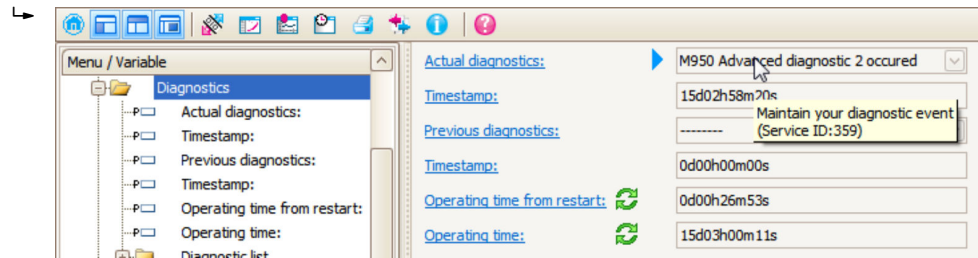 Menu / Variable
Diagnostics
Actual diagnostics:
Timestamp:
Previous diagnostics:
Timestamp:
Operating time from restart:
Operating time:
Diagnostic list
Actual diagnostics: M950 Advanced diagnostic 2 occured
Timestamp: 15d02h58m20s
Maintain your diagnostic event
(Service ID:359)
Previous diagnostics: --------
Timestamp: 0d00h00m00s
Operating time from restart: 0d00h26m53s
Operating time: 15d03h00m11s